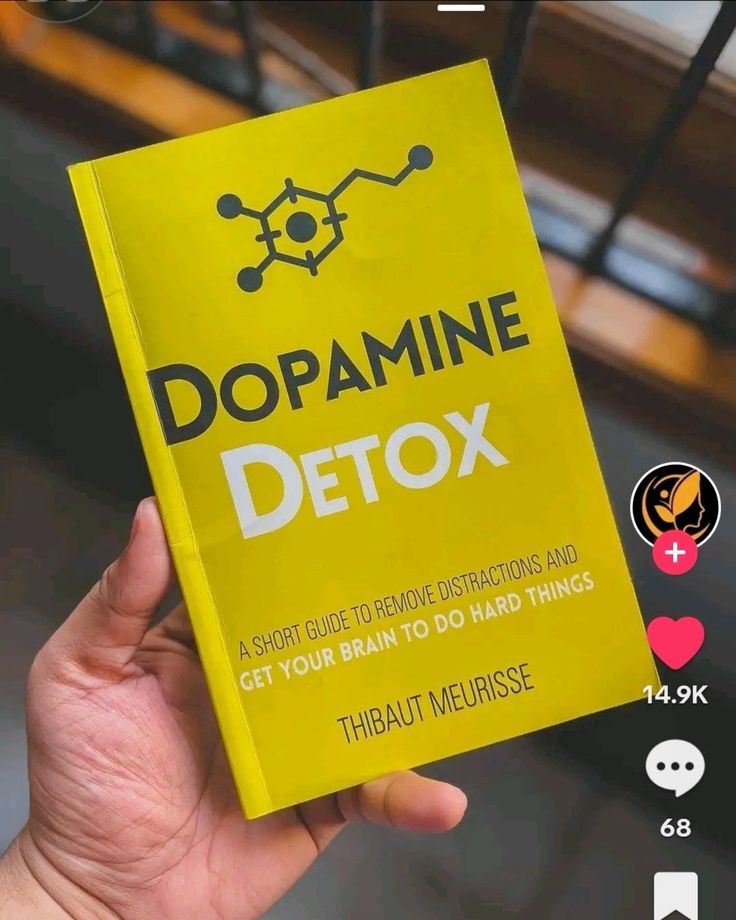 DOPAMINE
DETOX
A SHORT GUIDE TO REMOVE DISTRACTIONS AND
GET YOUR BRAIN TO DO HARD THINGS
THIBAUT MEURISSE
14.9K
68